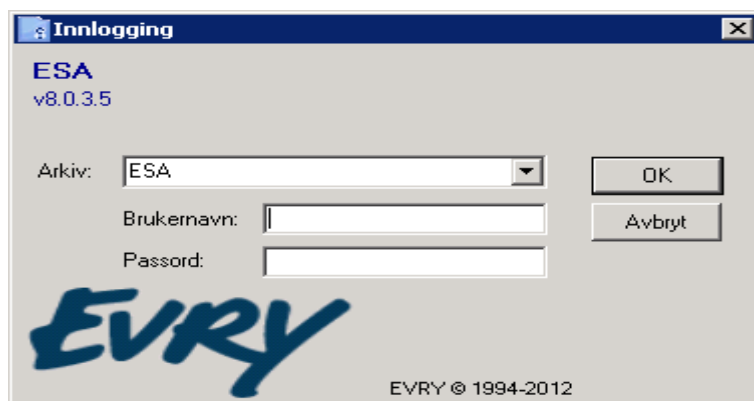 Innlogging
ESA
v8.0.3.5
Arkiv: ESA OK
Brukernavn: Avbryt
Passord:
EVRY
EVRY © 1994-2012